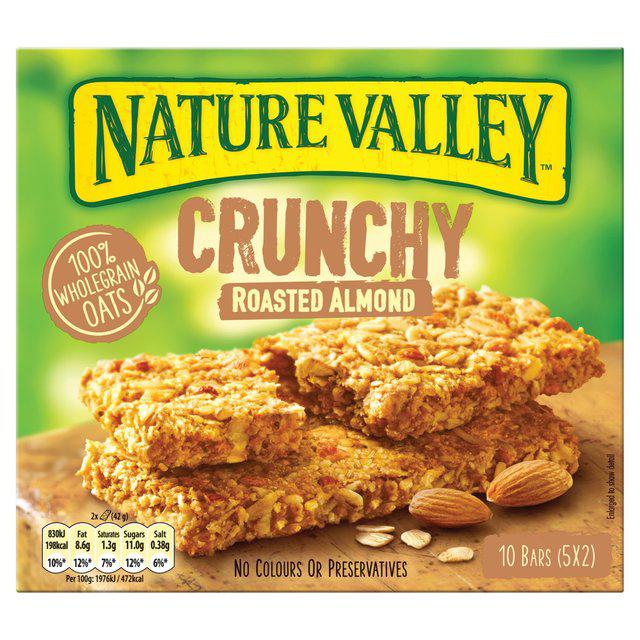 NATURE VALLEY™
CRUNCHY
ROASTED ALMOND
100%
WHOLEGRAIN
OATS
Enlarged to show detail
2x (42g)
830kJ Fat Saturates Sugars Salt
198kcal 8.6g 1.3g 11.0g 0.38g
10%* 12%* 7%* 12%* 6%*
Per 100g: 1976kJ / 472kcal
NO COLOURS OR PRESERVATIVES
10 BARS (5X2)